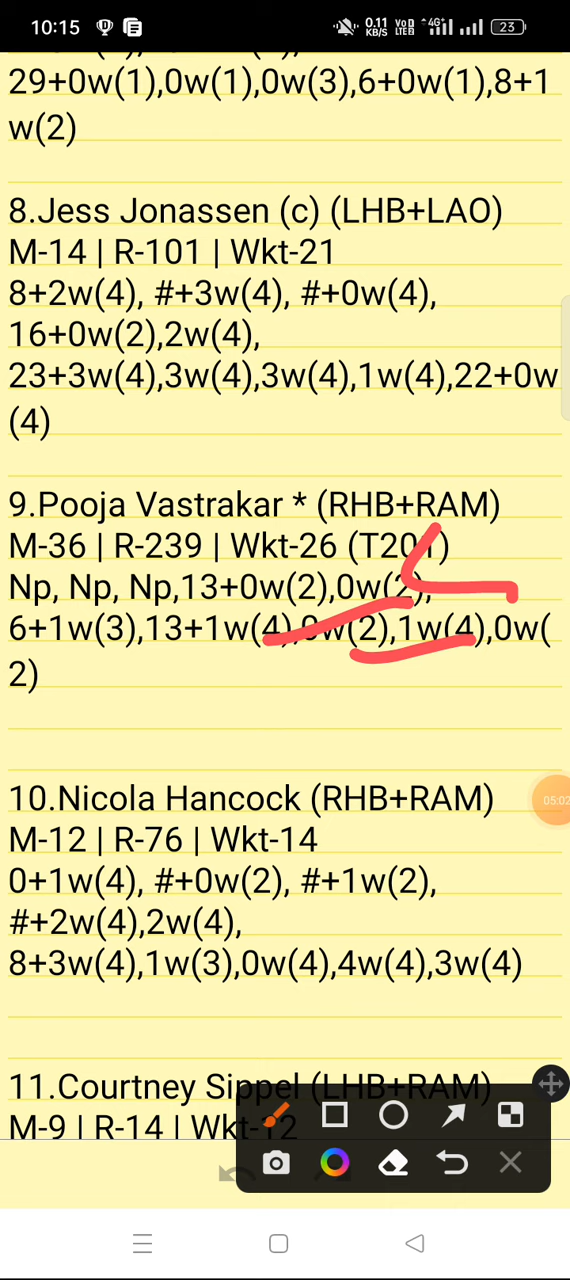 10:15
0.11 KB/S VoD LTE2 4G 23
29+0w(1),0w(1),0w(3),6+0w(1),8+1
w(2)
8.Jess Jonassen (c) (LHB+LAO)
M-14 | R-101 | Wkt-21
8+2w(4), #+3w(4), #+0w(4),
16+0w(2),2w(4),
23+3w(4),3w(4),3w(4),1w(4),22+0w
(4)
9.Pooja Vastrakar * (RHB+RAM)
M-36 | R-239 | Wkt-26 (T20I)
Np, Np, Np,13+0w(2),0w(2),
6+1w(3),13+1w(4),0w(2),1w(4),0w(
2)
10.Nicola Hancock (RHB+RAM)
M-12 | R-76 | Wkt-14
0+1w(4), #+0w(2), #+1w(2),
#+2w(4),2w(4),
8+3w(4),1w(3),0w(4),4w(4),3w(4)
05:02
11.Courtney Sippel (LHB+RAM)
M-9 | R-14 | Wkt-12